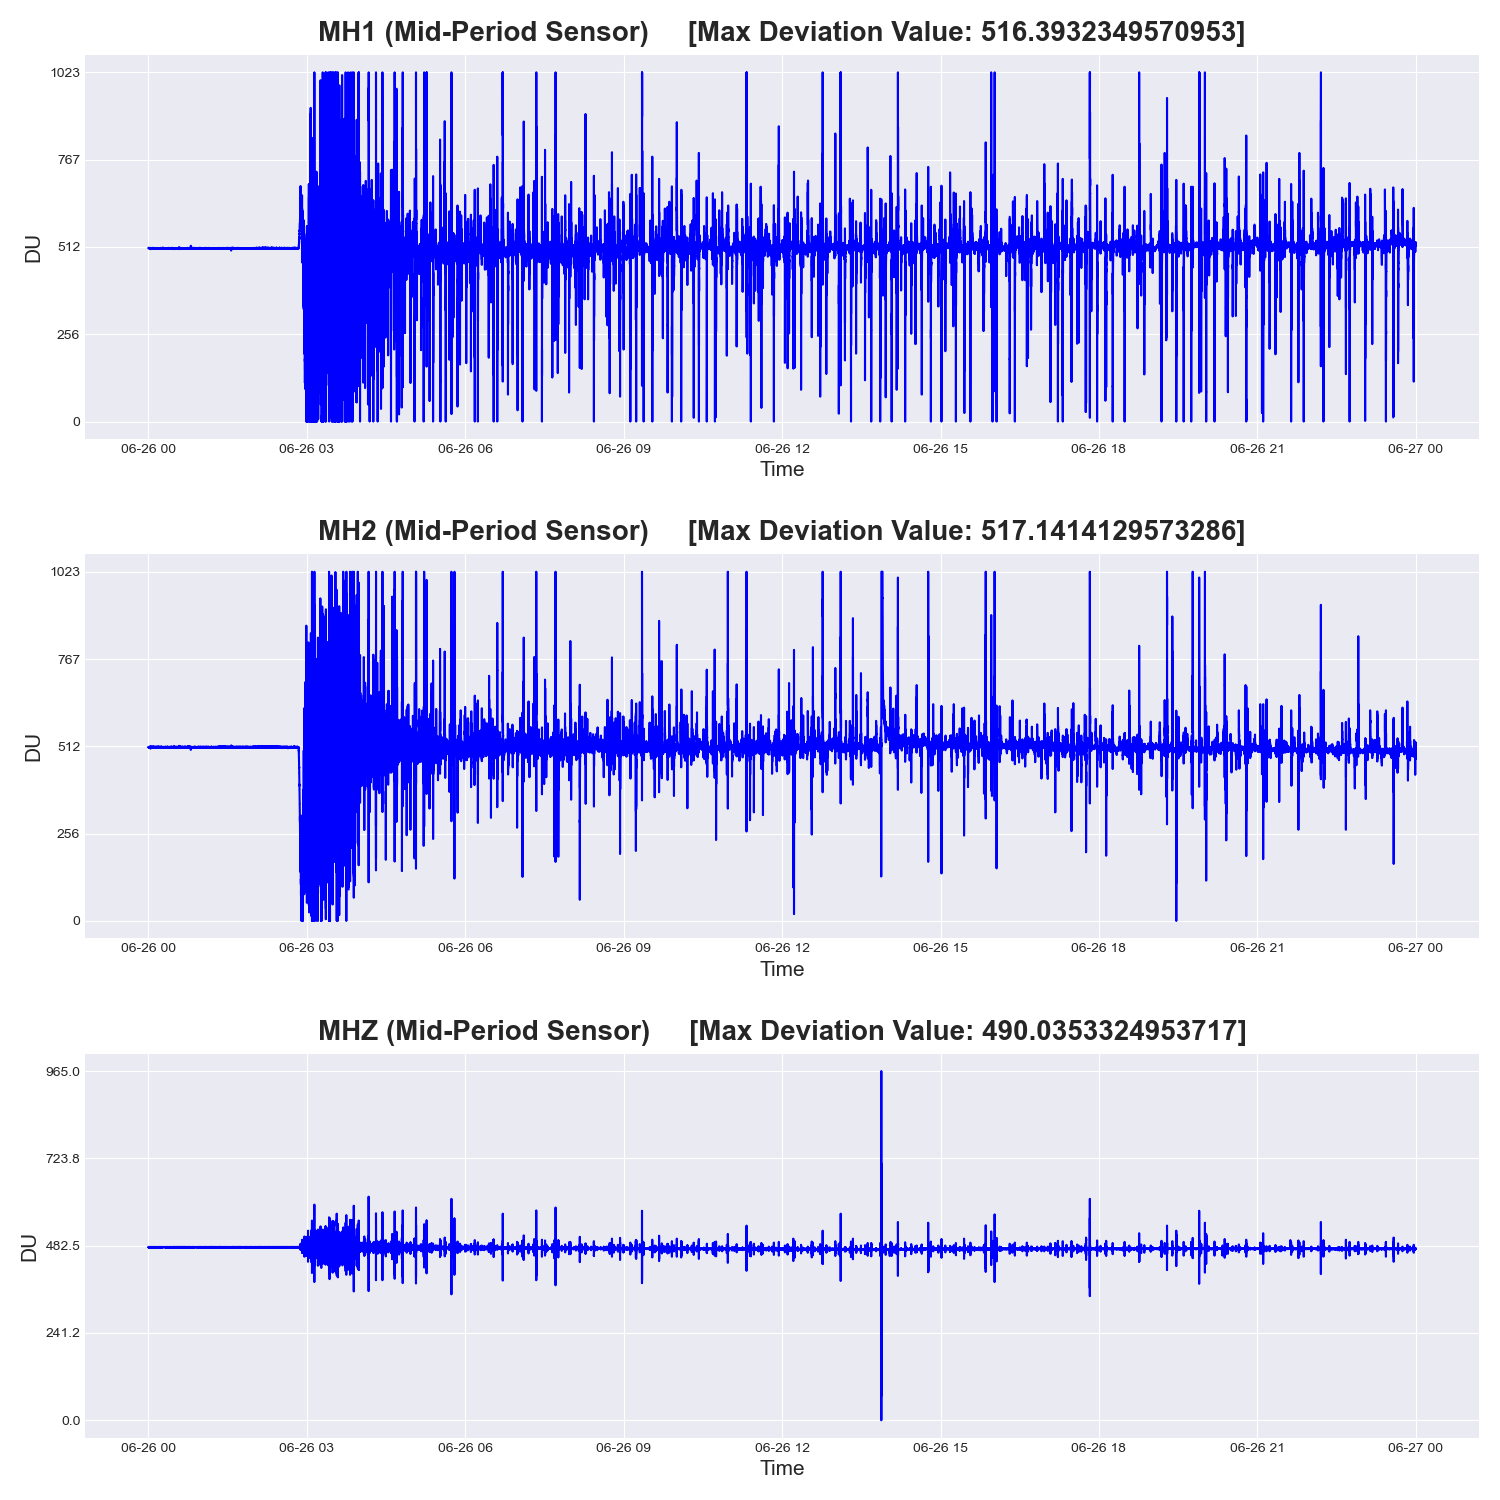 MH1 (Mid-Period Sensor) [Max Deviation Value: 516.3932349570953]
1023
767
512
256
0
DU
06-26 00 06-26 03 06-26 06 06-26 09 06-26 12 06-26 15 06-26 18 06-26 21 06-27 00
Time
MH2 (Mid-Period Sensor) [Max Deviation Value: 517.1414129573286]
1023
767
512
256
0
DU
06-26 00 06-26 03 06-26 06 06-26 09 06-26 12 06-26 15 06-26 18 06-26 21 06-27 00
Time
MHZ (Mid-Period Sensor) [Max Deviation Value: 490.0353324953717]
965.0
723.8
482.5
241.2
0.0
DU
06-26 00 06-26 03 06-26 06 06-26 09 06-26 12 06-26 15 06-26 18 06-26 21 06-27 00
Time